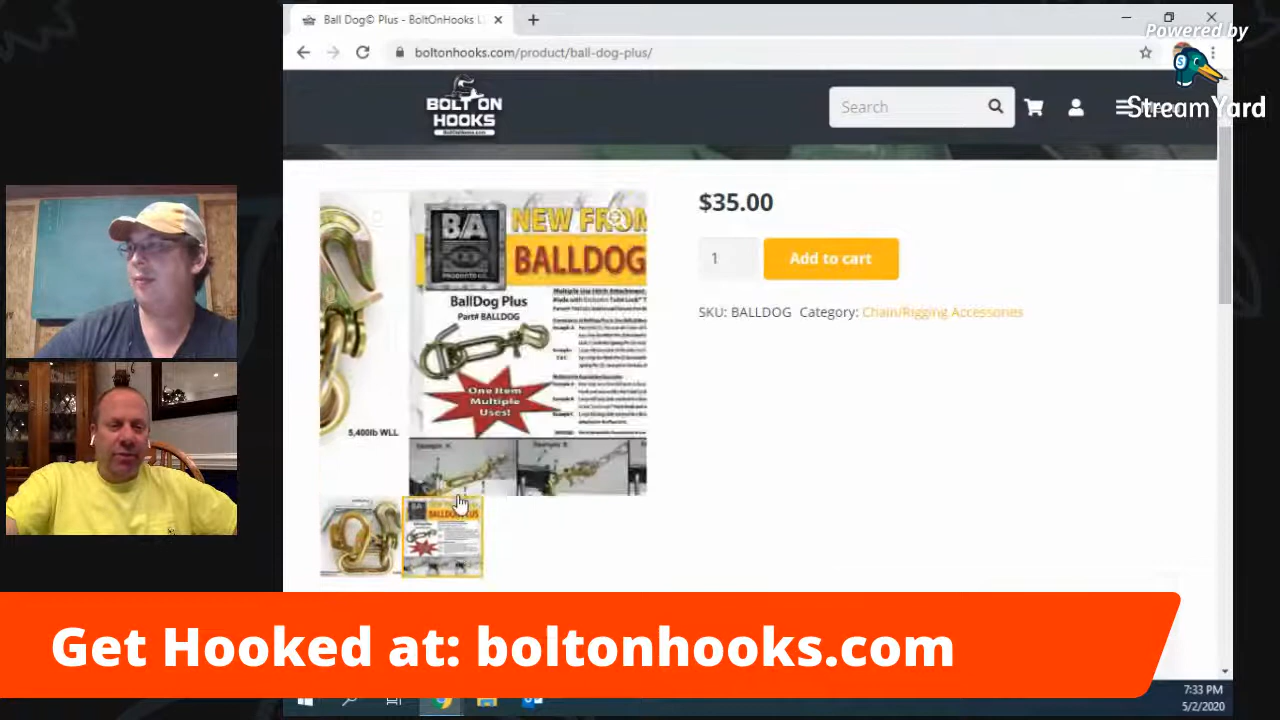 Ball Dog© Plus - BoltOnHooks
boltonhooks.com/product/ball-dog-plus/
Powered by
StreamYard
BOLT ON
HOOKS
Search
$35.00
1
Add to cart
SKU: BALLDOG Category: Chain/Rigging Accessories
BA
PRODUCTS CO.
NEW FROM
BALLDOG
BallDog Plus
Part# BALLDOG
One Item
Multiple
Uses!
5,400lb WLL
Get Hooked at: boltonhooks.com
7:33 PM
5/2/2020